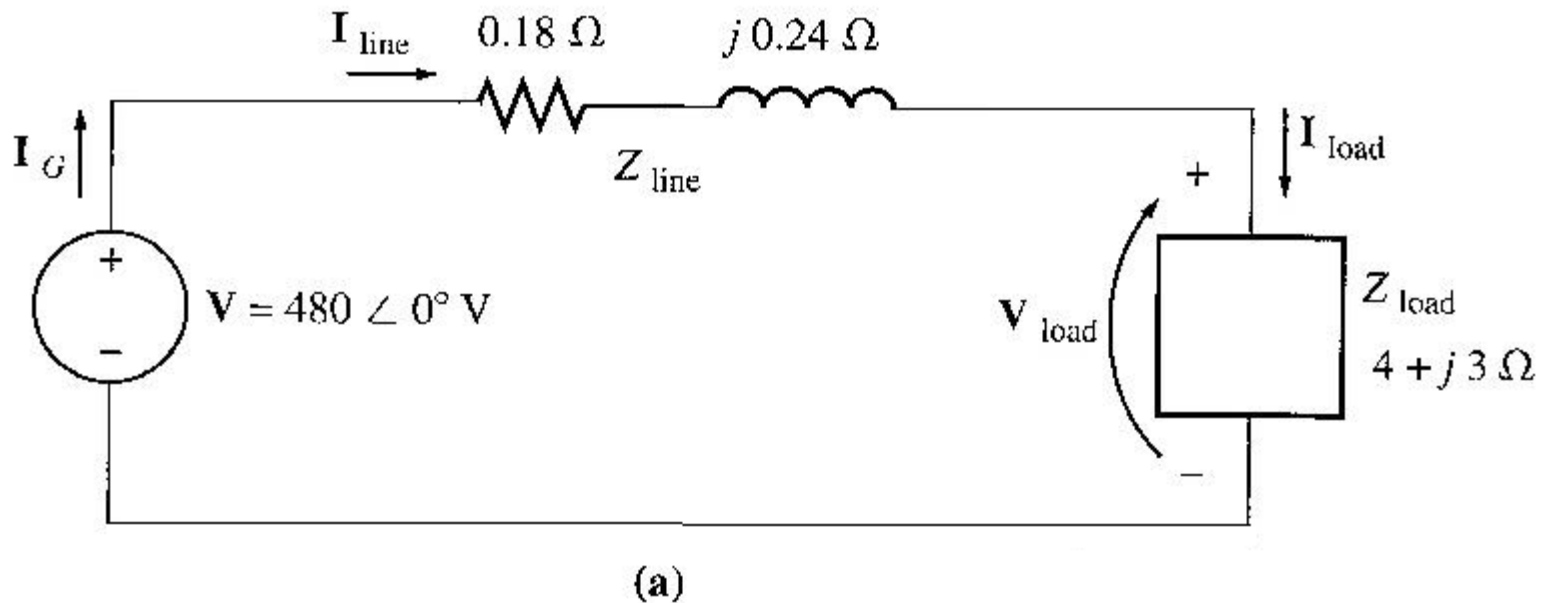 I line 0.18 Ω j 0.24 Ω
I G
Z line
I load
+
+
V = 480 ∠ 0° V
−
V load
Z load
4 + j 3 Ω
−
(a)